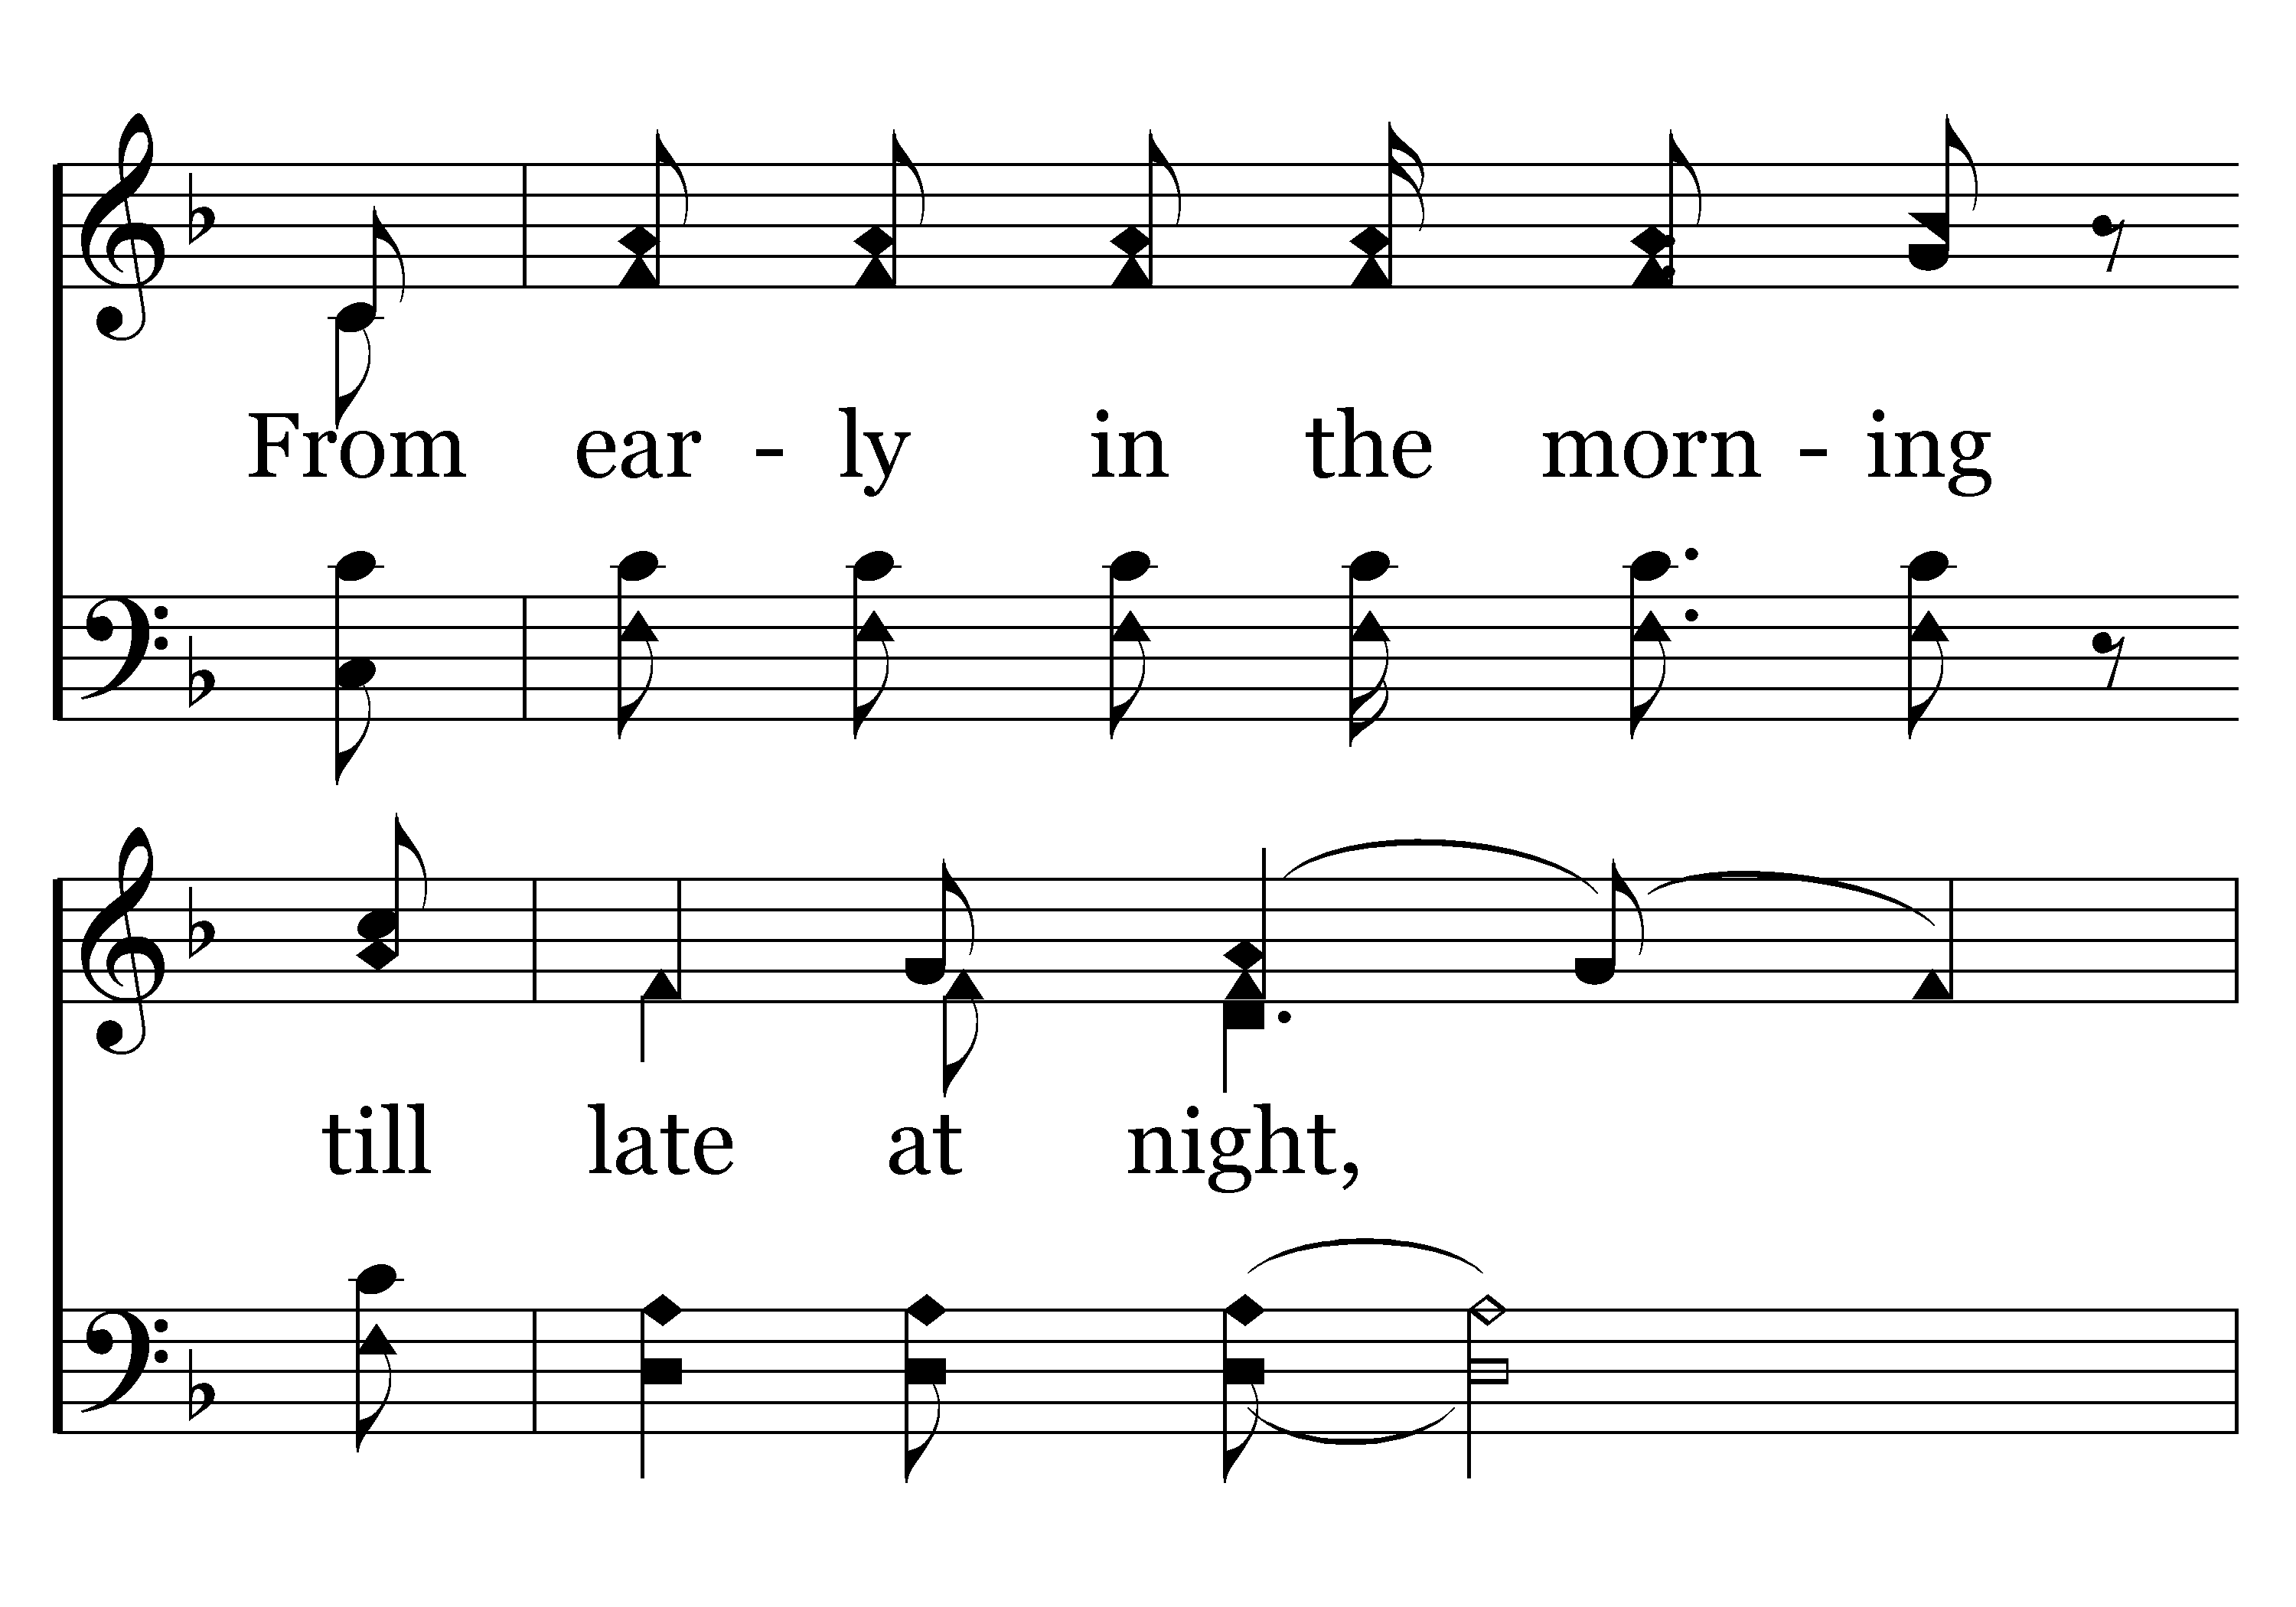 From ear - ly in the morn - ing
till late at night,